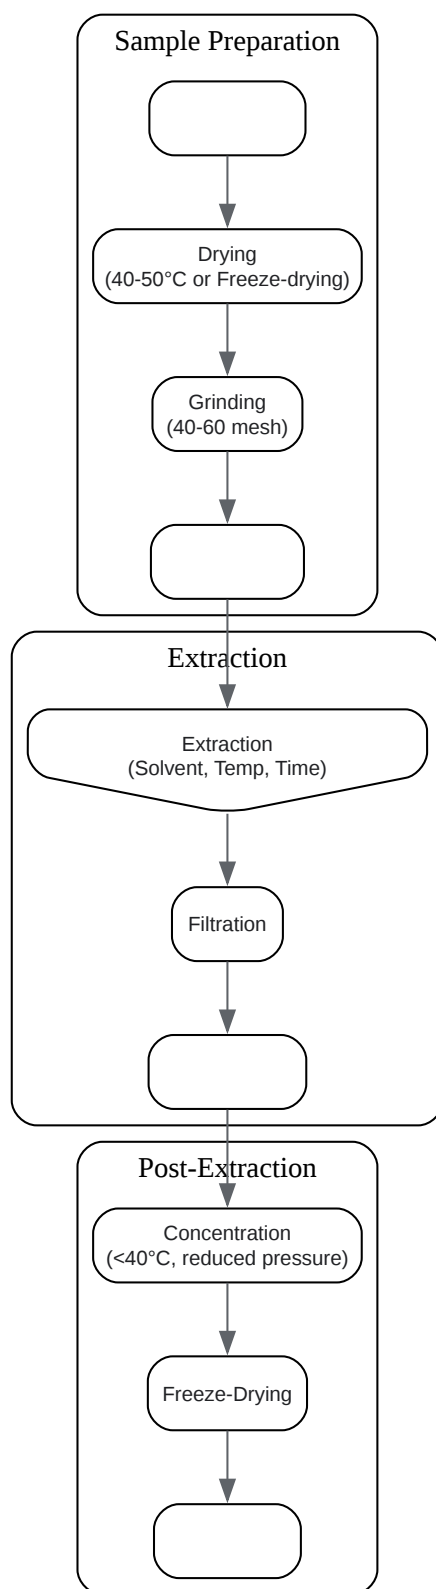 Sample Preparation
Drying
(40-50°C or Freeze-drying)
Grinding
(40-60 mesh)
Extraction
Extraction
(Solvent, Temp, Time)
Filtration
Post-Extraction
Concentration
(<40°C, reduced pressure)
Freeze-Drying